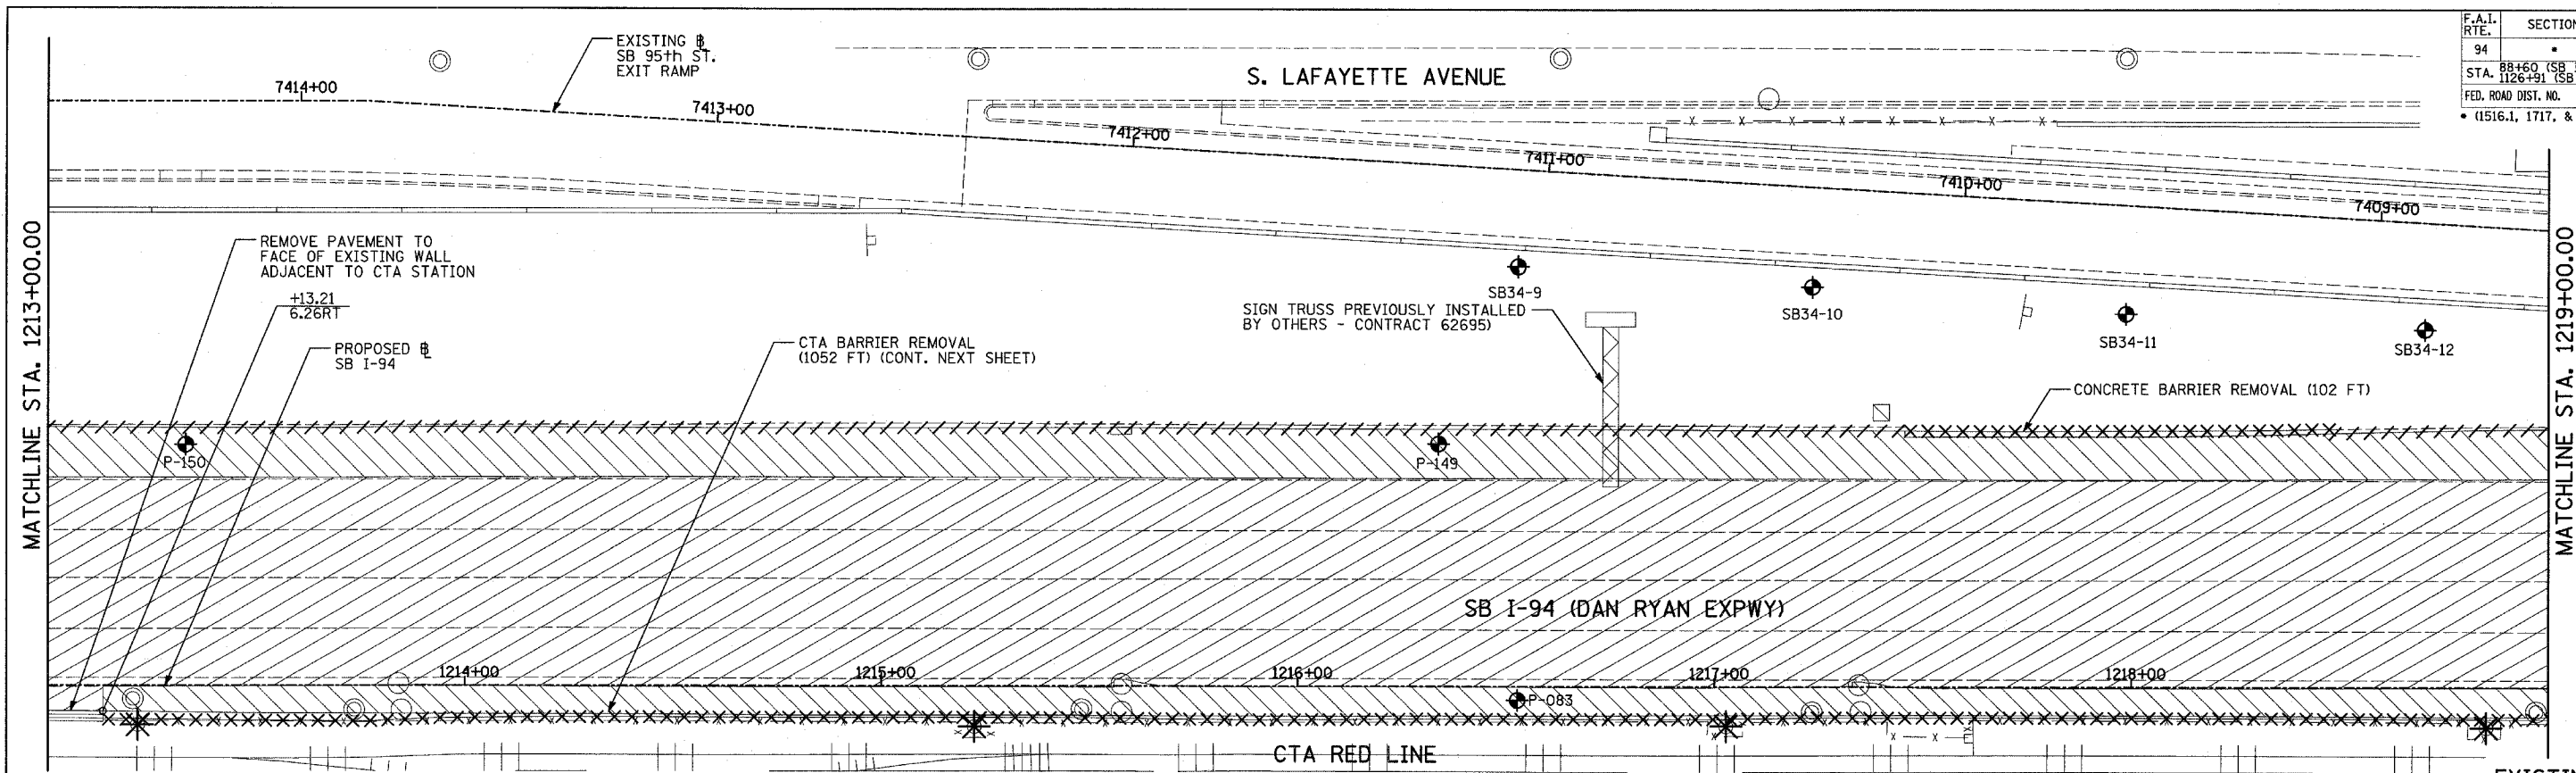 F.A.I.
RTE.
SECTION
94
•
STA. 88+60 (SB
1126+91 (SB
FED. ROAD DIST. NO.
• (1516.1, 1717, &
EXISTING ℄
SB 95th ST.
EXIT RAMP
S. LAFAYETTE AVENUE
7414+00
7413+00
7412+00
7411+00
7410+00
7409+00
MATCHLINE STA. 1213+00.00
MATCHLINE STA. 1219+00.00
REMOVE PAVEMENT TO
FACE OF EXISTING WALL
ADJACENT TO CTA STATION
+13.21
6.26RT
PROPOSED ℄
SB I-94
CTA BARRIER REMOVAL
(1052 FT) (CONT. NEXT SHEET)
SIGN TRUSS PREVIOUSLY INSTALLED
BY OTHERS - CONTRACT 62695)
SB34-9
SB34-10
SB34-11
SB34-12
CONCRETE BARRIER REMOVAL (102 FT)
P-150
P-149
SB I-94 (DAN RYAN EXPWY)
1214+00
1215+00
1216+00
1217+00
1218+00
P-083
CTA RED LINE